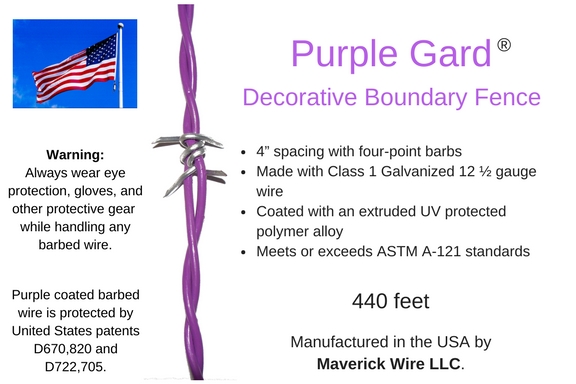 Purple Gard®
Decorative Boundary Fence
Warning:
Always wear eye
protection, gloves, and
other protective gear
while handling any
barbed wire.
Purple coated barbed
wire is protected by
United States patents
D670,820 and
D722,705.
• 4” spacing with four-point barbs
• Made with Class 1 Galvanized 12 ½ gauge
wire
• Coated with an extruded UV protected
polymer alloy
• Meets or exceeds ASTM A-121 standards
440 feet
Manufactured in the USA by
Maverick Wire LLC.